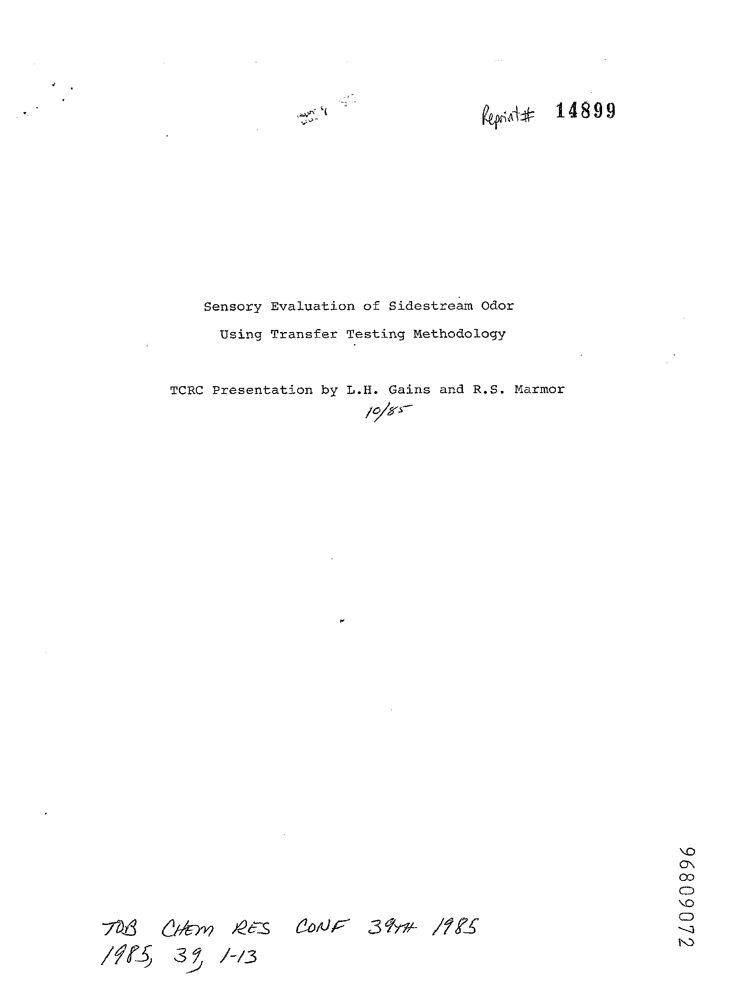 Reprint# 14899
Sensory Evaluation of Sidestream Odor
Using Transfer Testing Methodology
TCRC Presentation by L.H. Gains and R.S. Marmor
10/85
96809072
TOB CHEM RES CONF 39TH 1985
1985, 39, 1-13